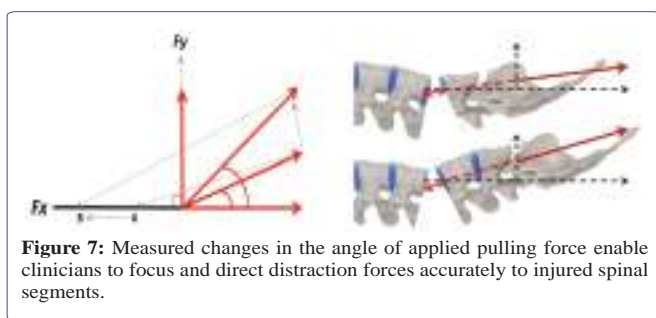 Fy
Fx
Figure 7: Measured changes in the angle of applied pulling force enable
clinicians to focus and direct distraction forces accurately to injured spinal
segments.